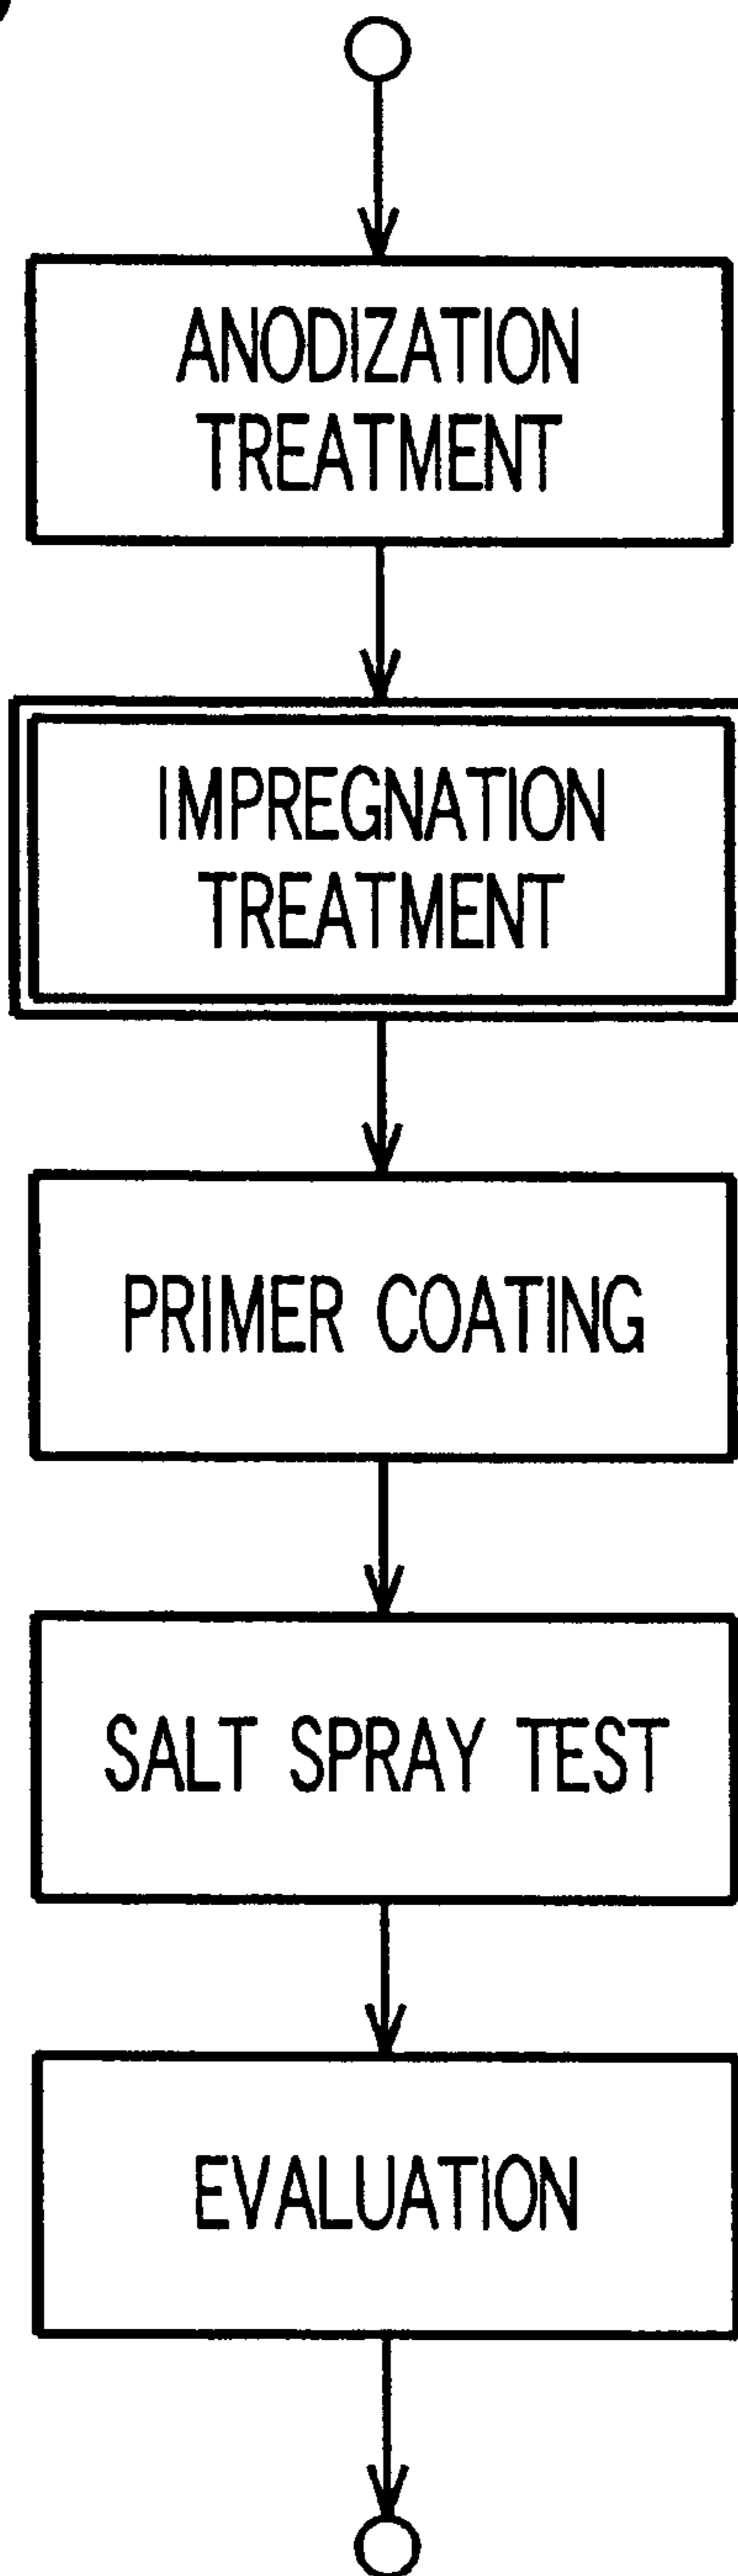 ANODIZATION
TREATMENT
IMPREGNATION
TREATMENT
PRIMER COATING
SALT SPRAY TEST
EVALUATION